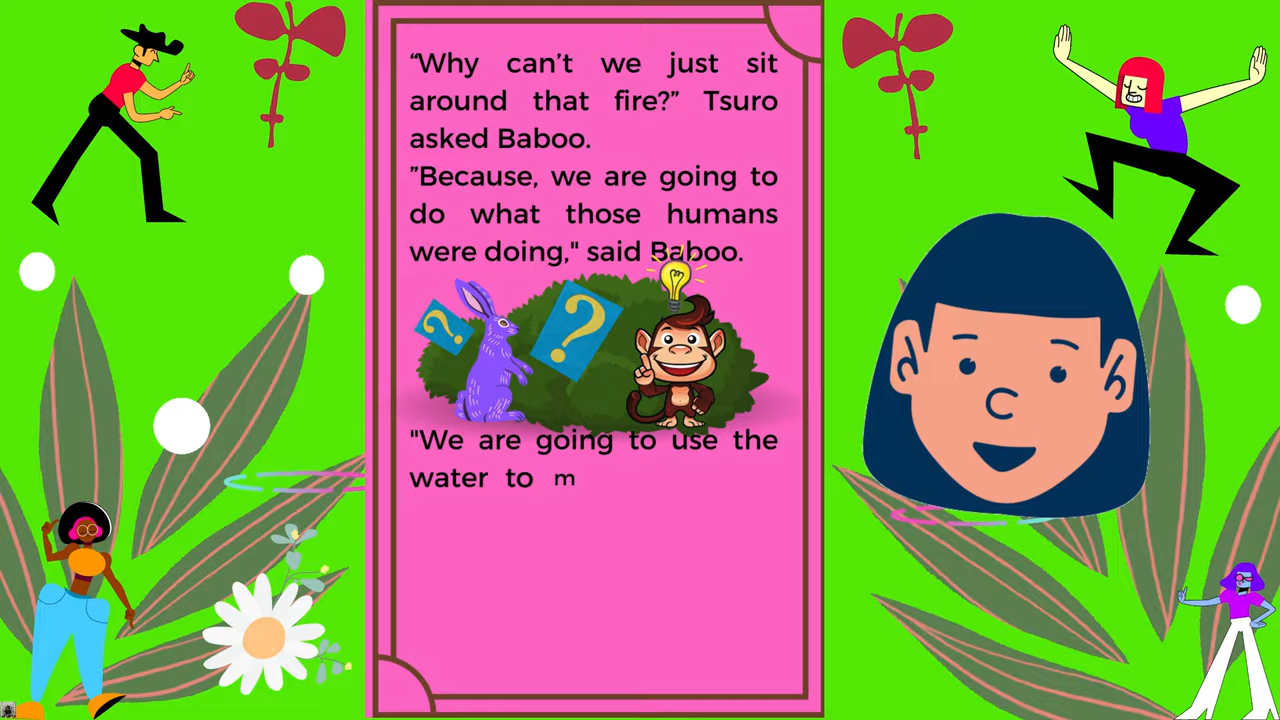 “Why can’t we just sit
around that fire?” Tsuro
asked Baboo.
”Because, we are going to
do what those humans
were doing," said Baboo.
? ?
"We are going to use the
water to m